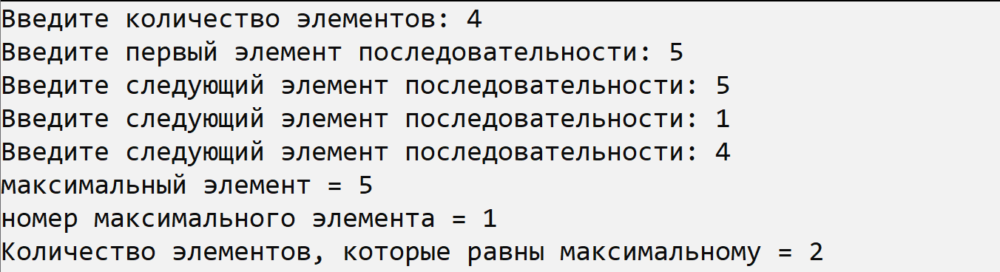 Введите количество элементов: 4
Введите первый элемент последовательности: 5
Введите следующий элемент последовательности: 5
Введите следующий элемент последовательности: 1
Введите следующий элемент последовательности: 4
максимальный элемент = 5
номер максимального элемента = 1
Количество элементов, которые равны максимальному = 2